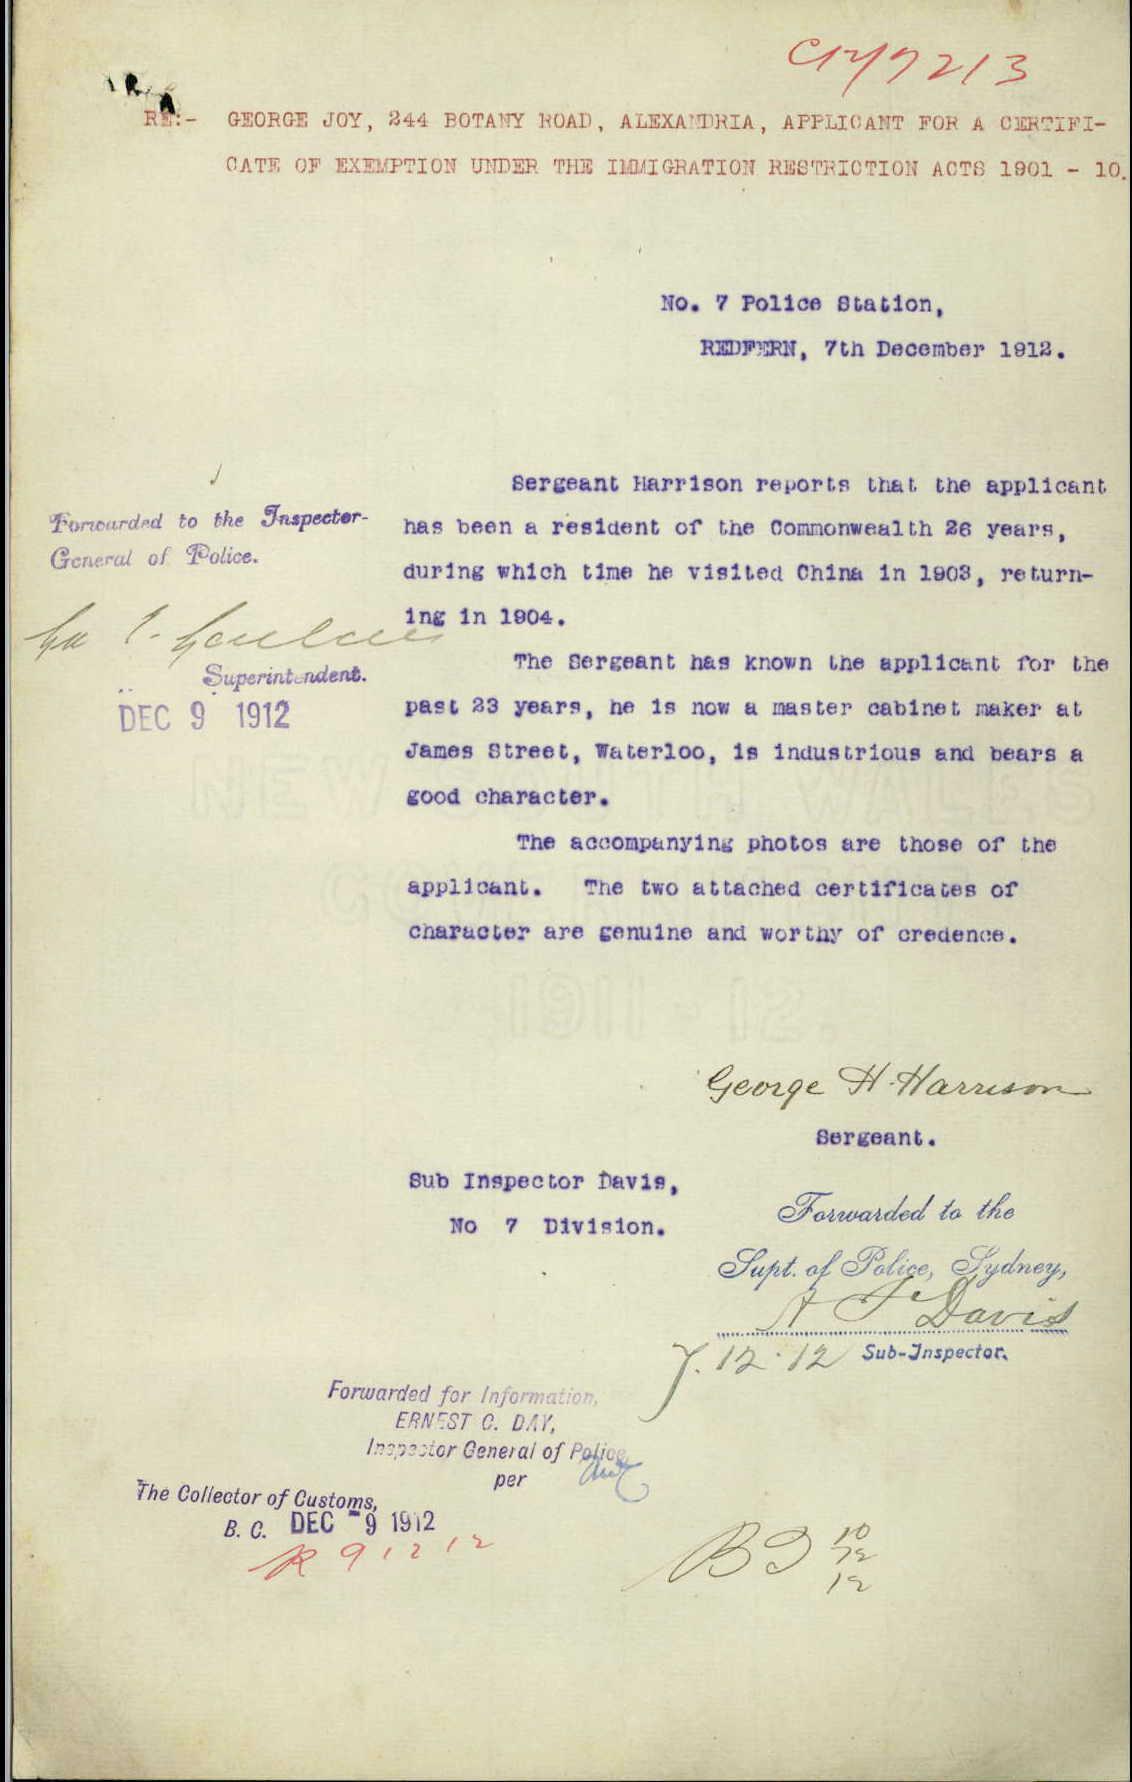 C12/7213
RE:- GEORGE JOY, 244 BOTANY ROAD, ALEXANDRIA, APPLICANT FOR A CERTIFI-
CATE OF EXEMPTION UNDER THE IMMIGRATION RESTRICTION ACTS 1901 - 10.
No. 7 Police Station,
REDFERN, 7th December 1912.
Sergeant Harrison reports that the applicant
has been a resident of the Commonwealth 26 years,
during which time he visited China in 1903, return-
ing in 1904.
The Sergeant has known the applicant for the
past 23 years, he is now a master cabinet maker at
James Street, Waterloo, is industrious and bears a
good character.
The accompanying photos are those of the
applicant. The two attached certificates of
character are genuine and worthy of credence.
Forwarded to the Inspector-
General of Police.
Superintendent.
DEC 9 1912
NEW SOUTH WALES
GOVERNMENT
1911-12.
George H. Harrison
Sergeant.
Sub Inspector Davis,
No 7 Division.
Forwarded to the
Supt. of Police, Sydney,
A F Davis
7.12.12 Sub-Inspector.
Forwarded for Information,
ERNEST C. DAY,
Inspector General of Police
per
The Collector of Customs,
B. C. DEC -9 1912
R 9 12 12
10
12
12